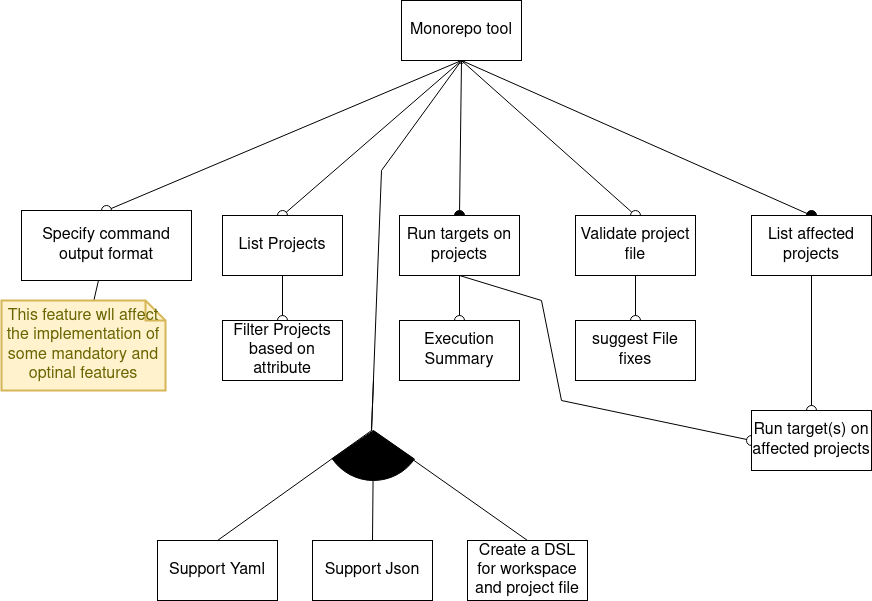 Monorepo tool
Specify command
output format
List Projects
Run targets on
projects
Validate project
file
List affected
projects
This feature wll affect
the implementation of
some mandatory and
optinal features
Filter Projects
based on
attribute
Execution
Summary
suggest File
fixes
Run target(s) on
affected projects
Support Yaml
Support Json
Create a DSL
for workspace
and project file